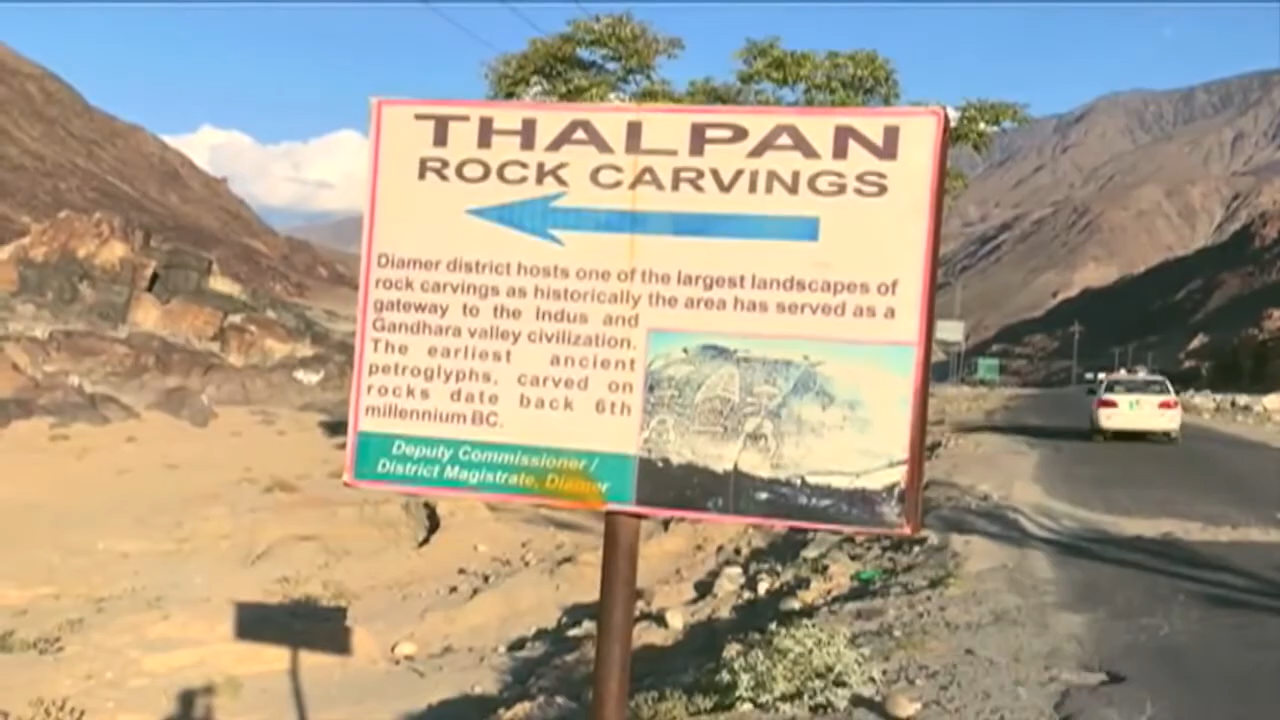 THALPAN
ROCK CARVINGS
Diamer district hosts one of the largest landscapes of
rock carvings as historically the area has served as a
gateway to the Indus and
Gandhara valley civilization.
The earliest ancient
petroglyphs, carved on
rocks date back 6th
millennium BC.
Deputy Commissioner /
District Magistrate, Diamer